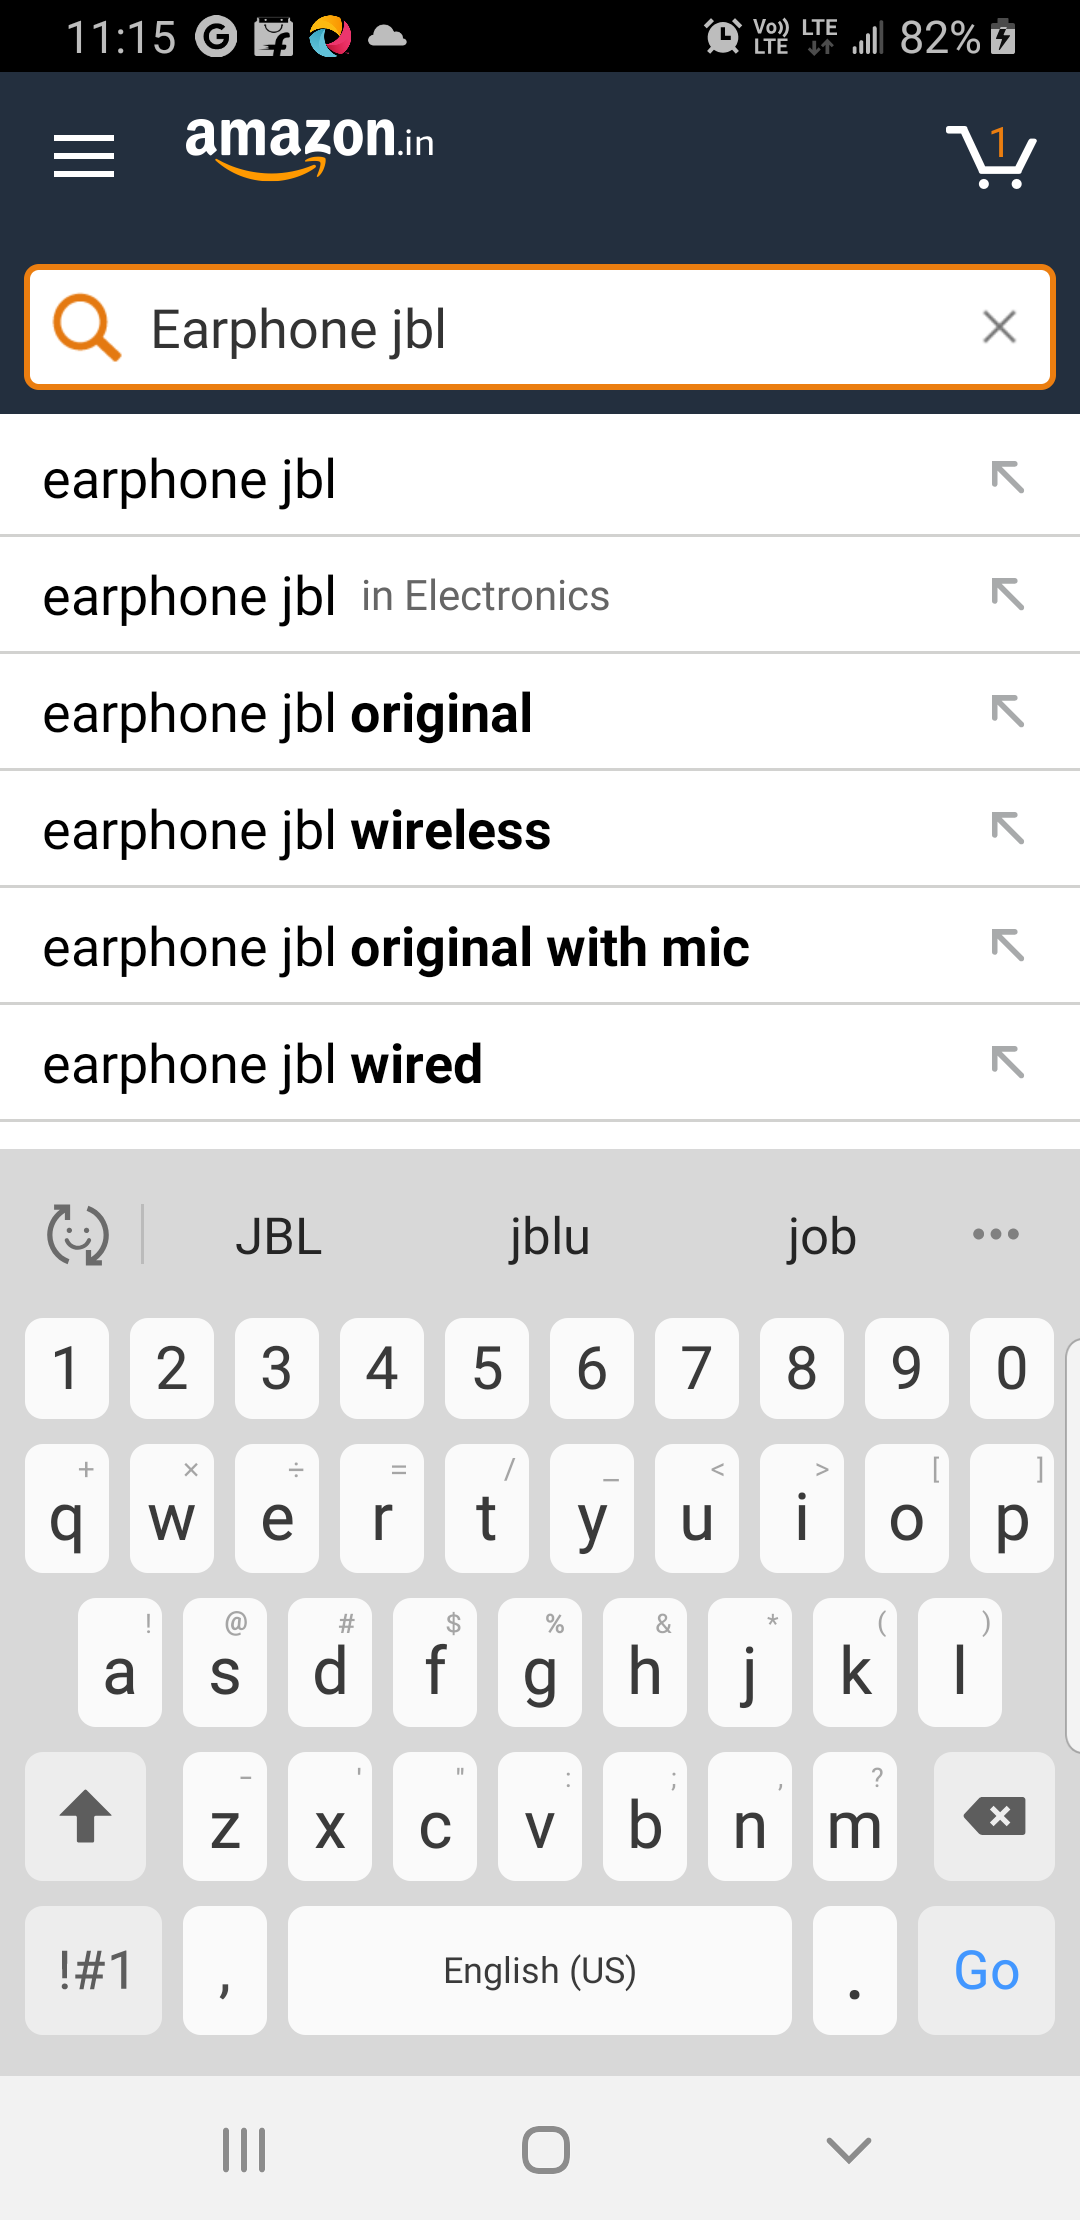 11:15 G f Vo)) LTE LTE 82%
amazon.in 1
Earphone jbl
earphone jbl
earphone jbl in Electronics
earphone jbl original
earphone jbl wireless
earphone jbl original with mic
earphone jbl wired
JBL jblu job
1 2 3 4 5 6 7 8 9 0
+ × ÷ = / _ < > [ ]
q w e r t y u i o p
! @ # $ % & * ( )
a s d f g h j k l
- ' " : ; , ?
z x c v b n m
!#1 , English (US) . Go